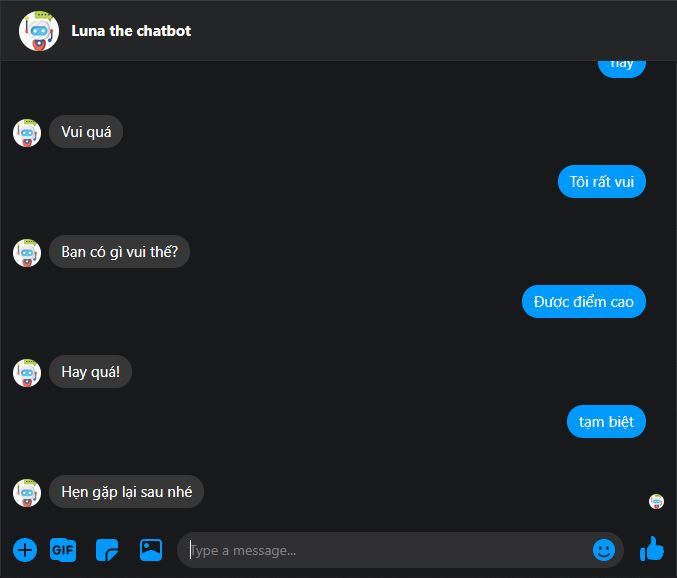 Luna the chatbot
Vui quá
Tôi rất vui
Bạn có gì vui thế?
Được điểm cao
Hay quá!
tạm biệt
Hẹn gặp lại sau nhé
GIF
Type a message...